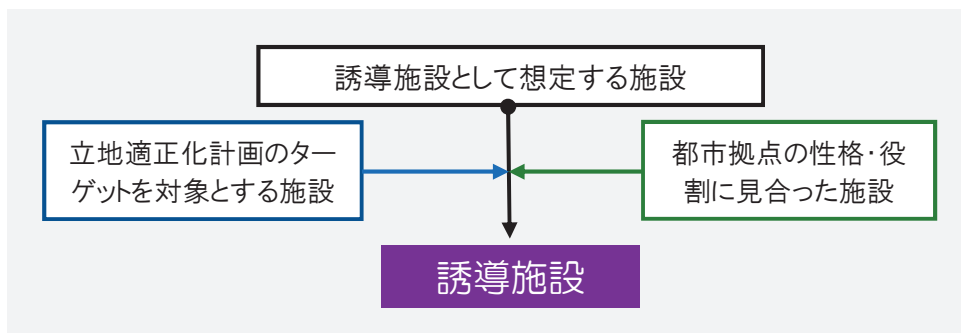 誘導施設として想定する施設
立地適正化計画のター
ゲットを対象とする施設
都市拠点の性格・役
割に見合った施設
誘導施設